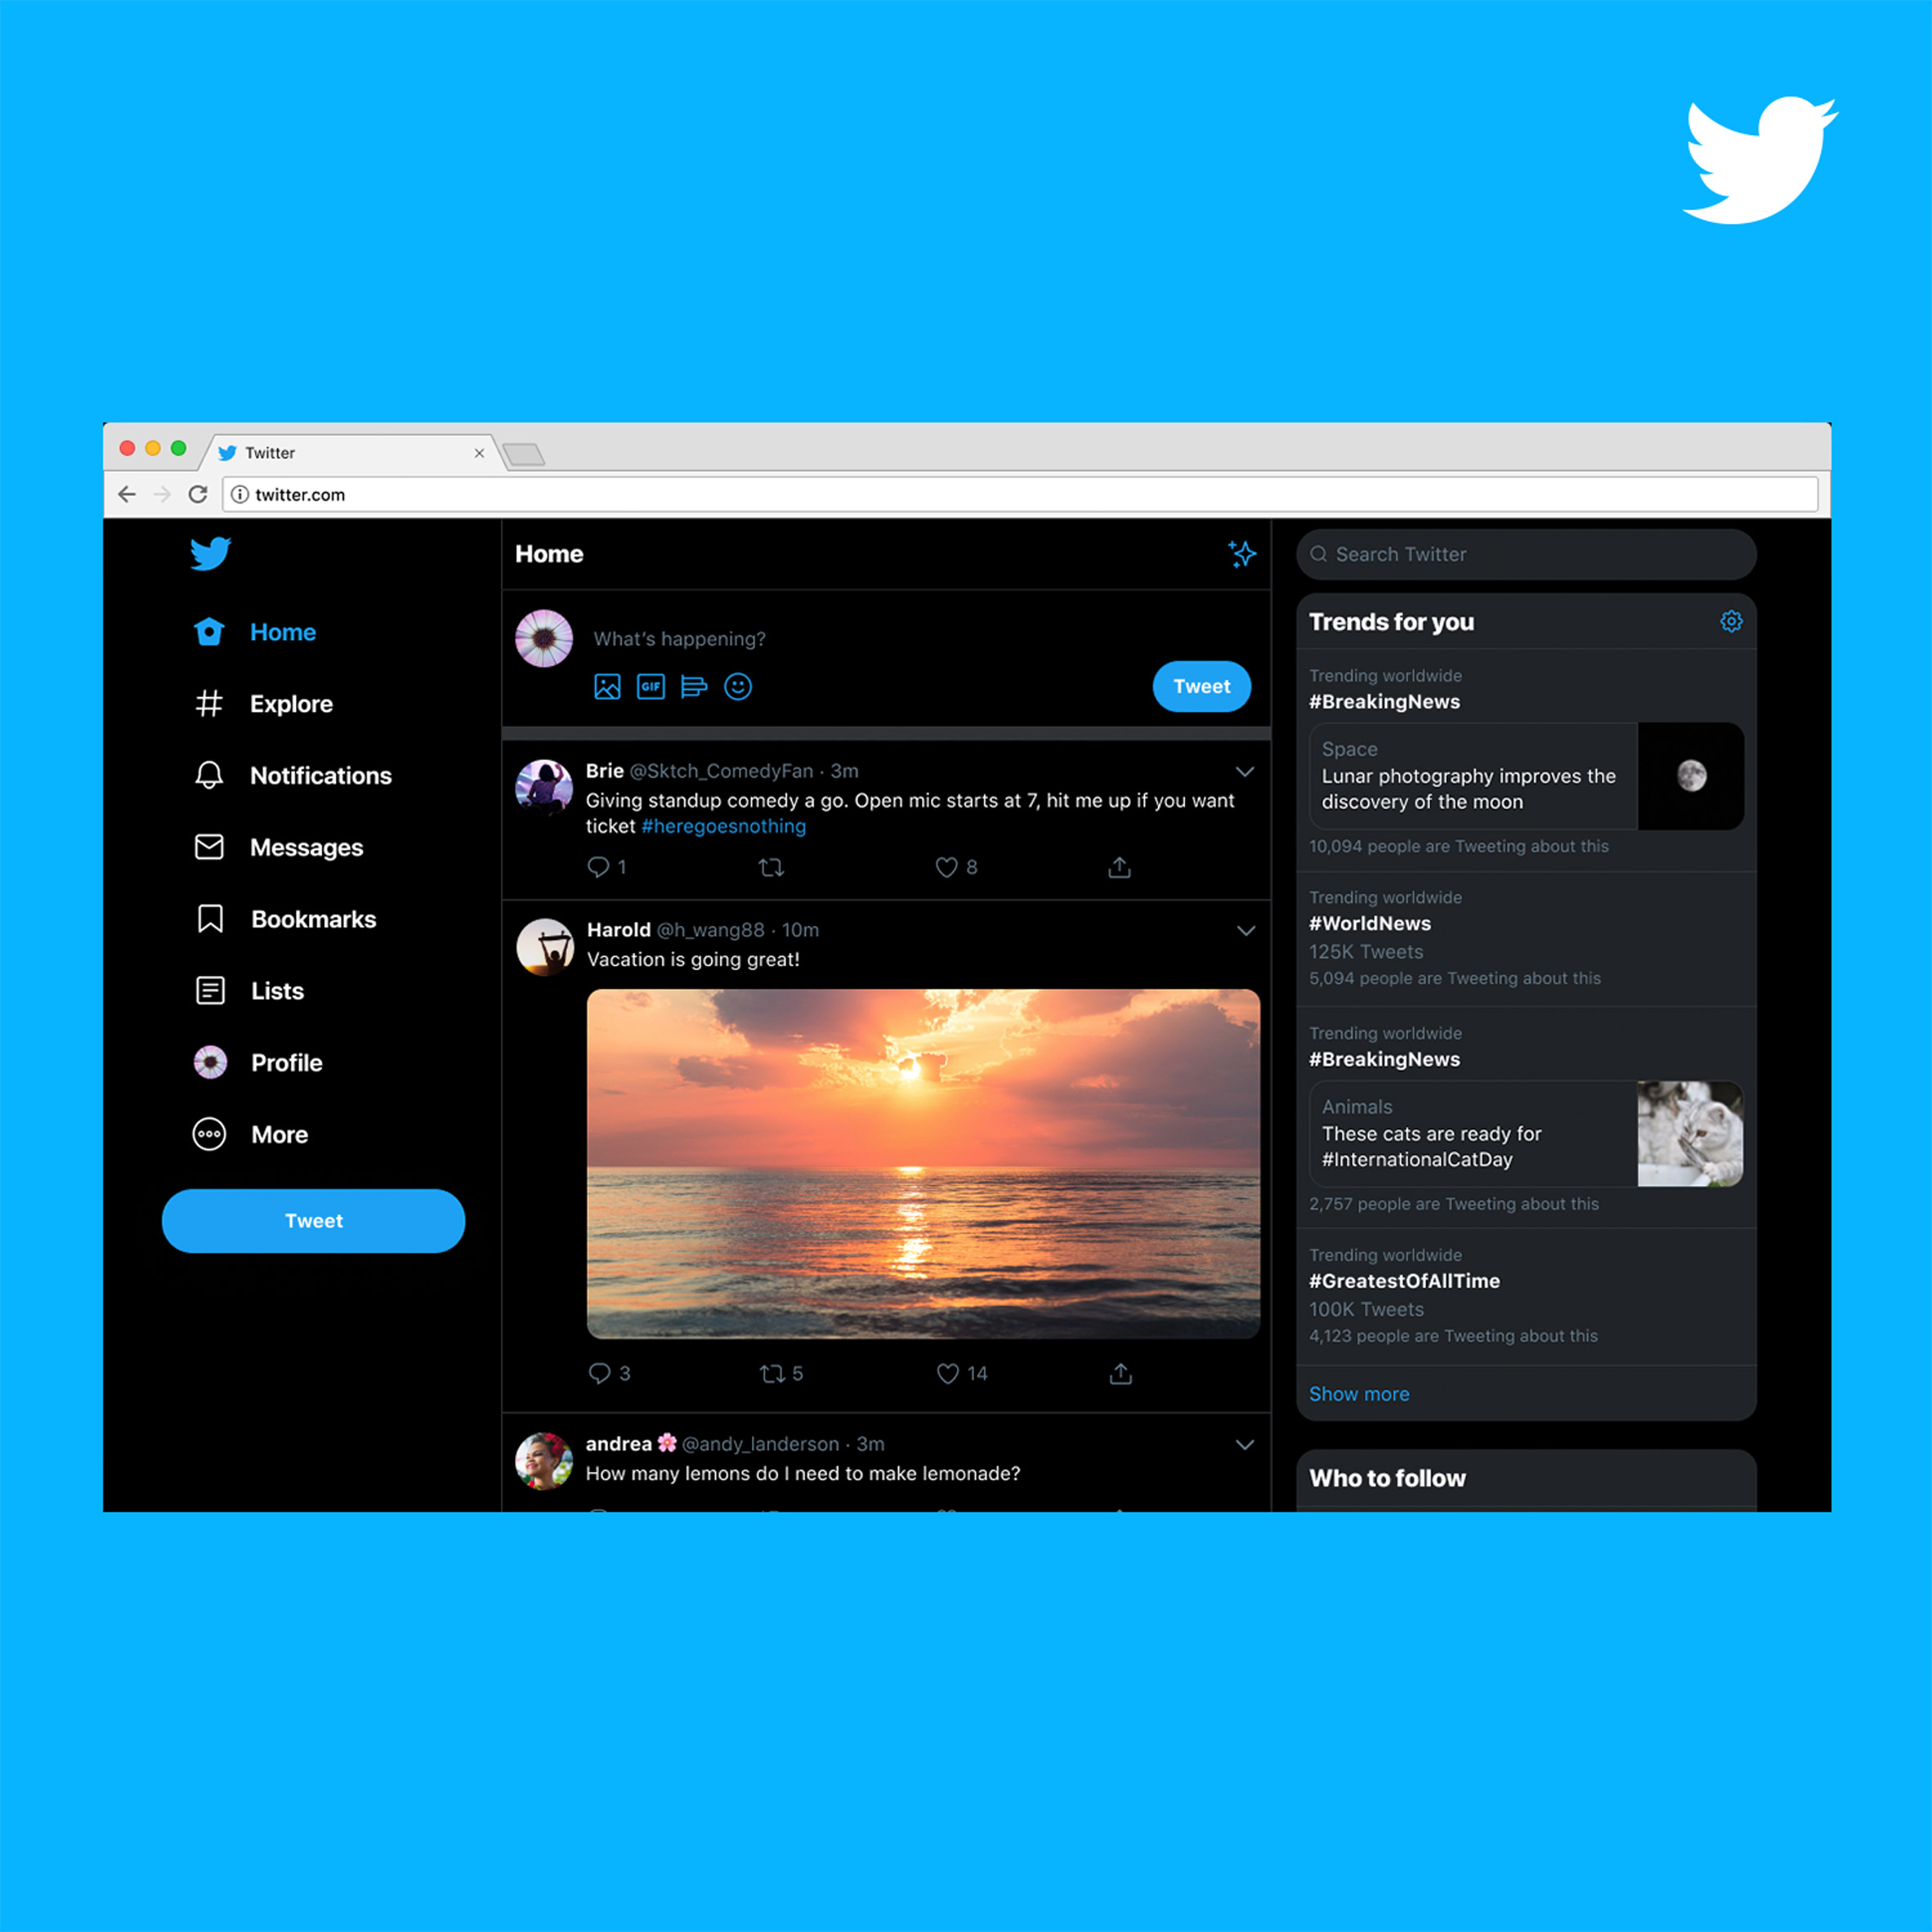 Twitter
twitter.com
Home
Explore
Notifications
Messages
Bookmarks
Lists
Profile
More
Tweet
Home
What's happening?
GIF
Tweet
Brie @Sktch_ComedyFan · 3m
Giving standup comedy a go. Open mic starts at 7, hit me up if you want
ticket #heregoesnothing
1 8
Harold @h_wang88 · 10m
Vacation is going great!
3 5 14
andrea🌸 @andy_landerson · 3m
How many lemons do I need to make lemonade?
Search Twitter
Trends for you
Trending worldwide
#BreakingNews
Space
Lunar photography improves the
discovery of the moon
10,094 people are Tweeting about this
Trending worldwide
#WorldNews
125K Tweets
5,094 people are Tweeting about this
Trending worldwide
#BreakingNews
Animals
These cats are ready for
#InternationalCatDay
2,757 people are Tweeting about this
Trending worldwide
#GreatestOfAllTime
100K Tweets
4,123 people are Tweeting about this
Show more
Who to follow